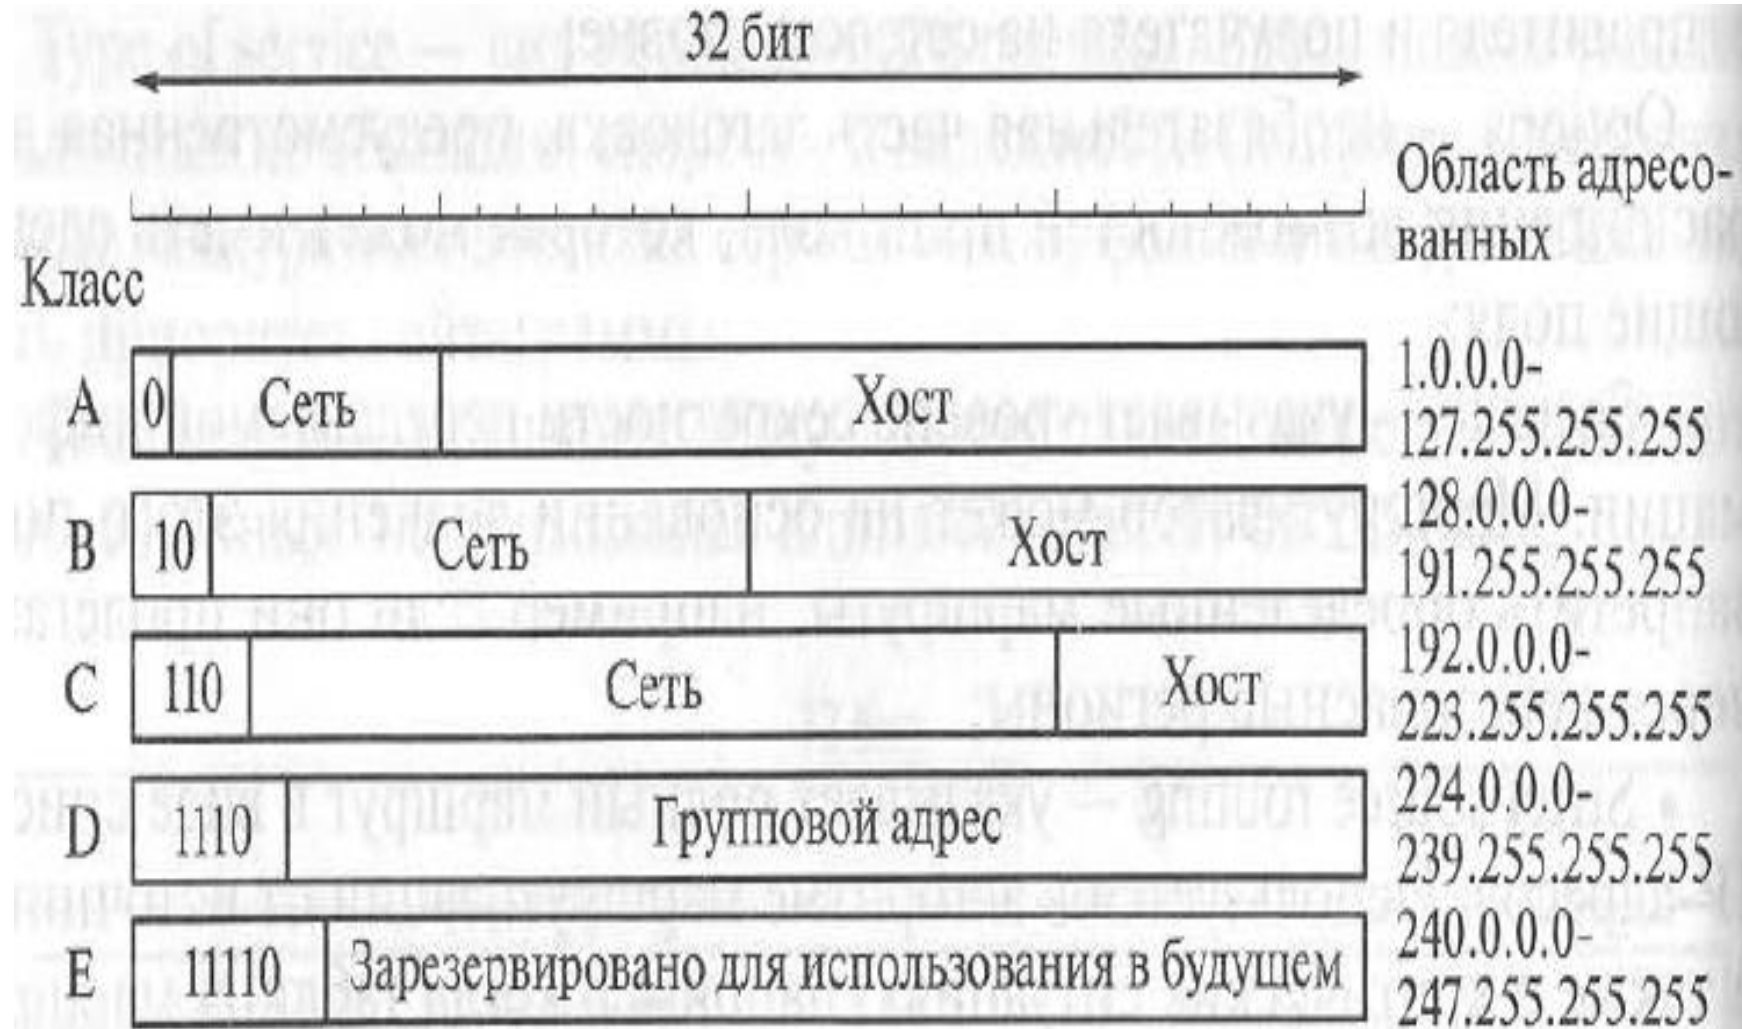 32 бит
Область адресо-
ванных
Класс
A 0 Сеть Хост 1.0.0.0-
127.255.255.255
B 10 Сеть Хост 128.0.0.0-
191.255.255.255
C 110 Сеть Хост 192.0.0.0-
223.255.255.255
D 1110 Групповой адрес 224.0.0.0-
239.255.255.255
E 11110 Зарезервировано для использования в будущем 240.0.0.0-
247.255.255.255